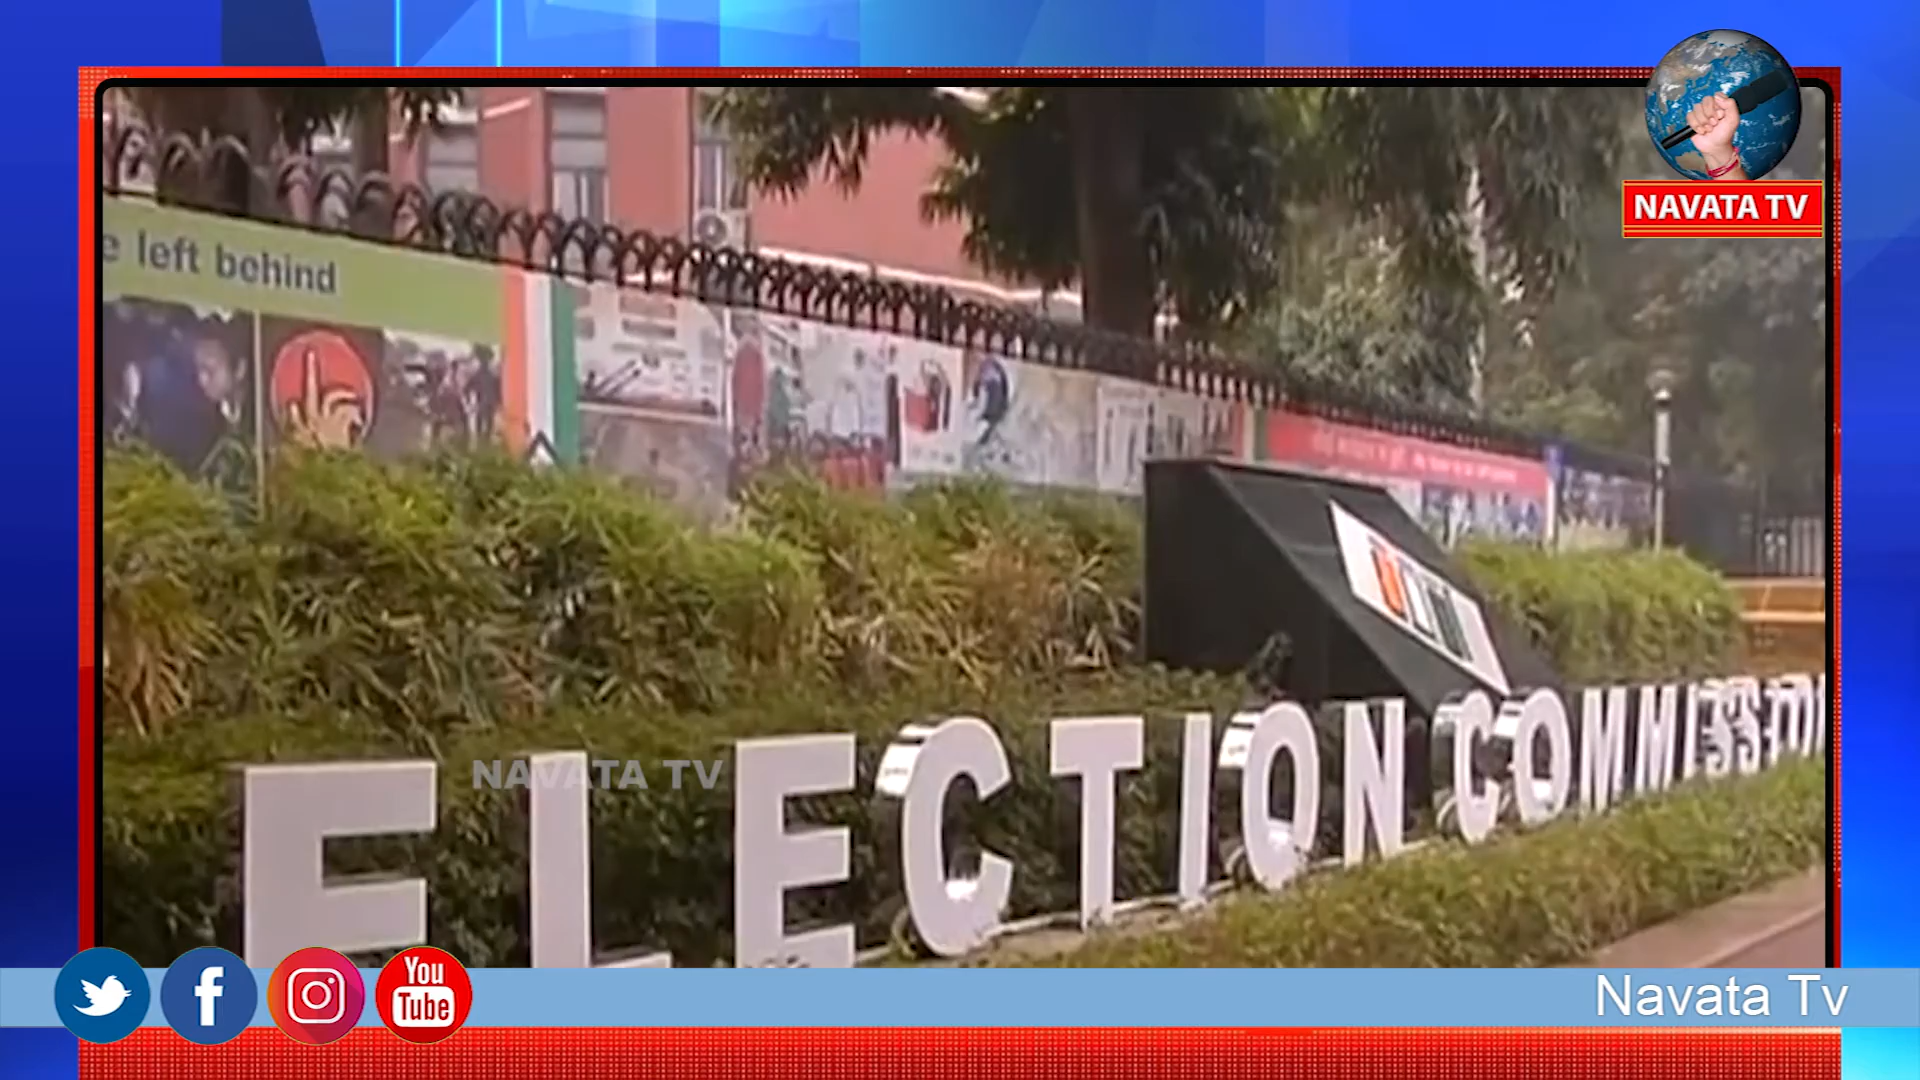 NAVATA TV
e left behind
NAVATA TV
ELECTION COMMISSION
You
Tube
Navata Tv